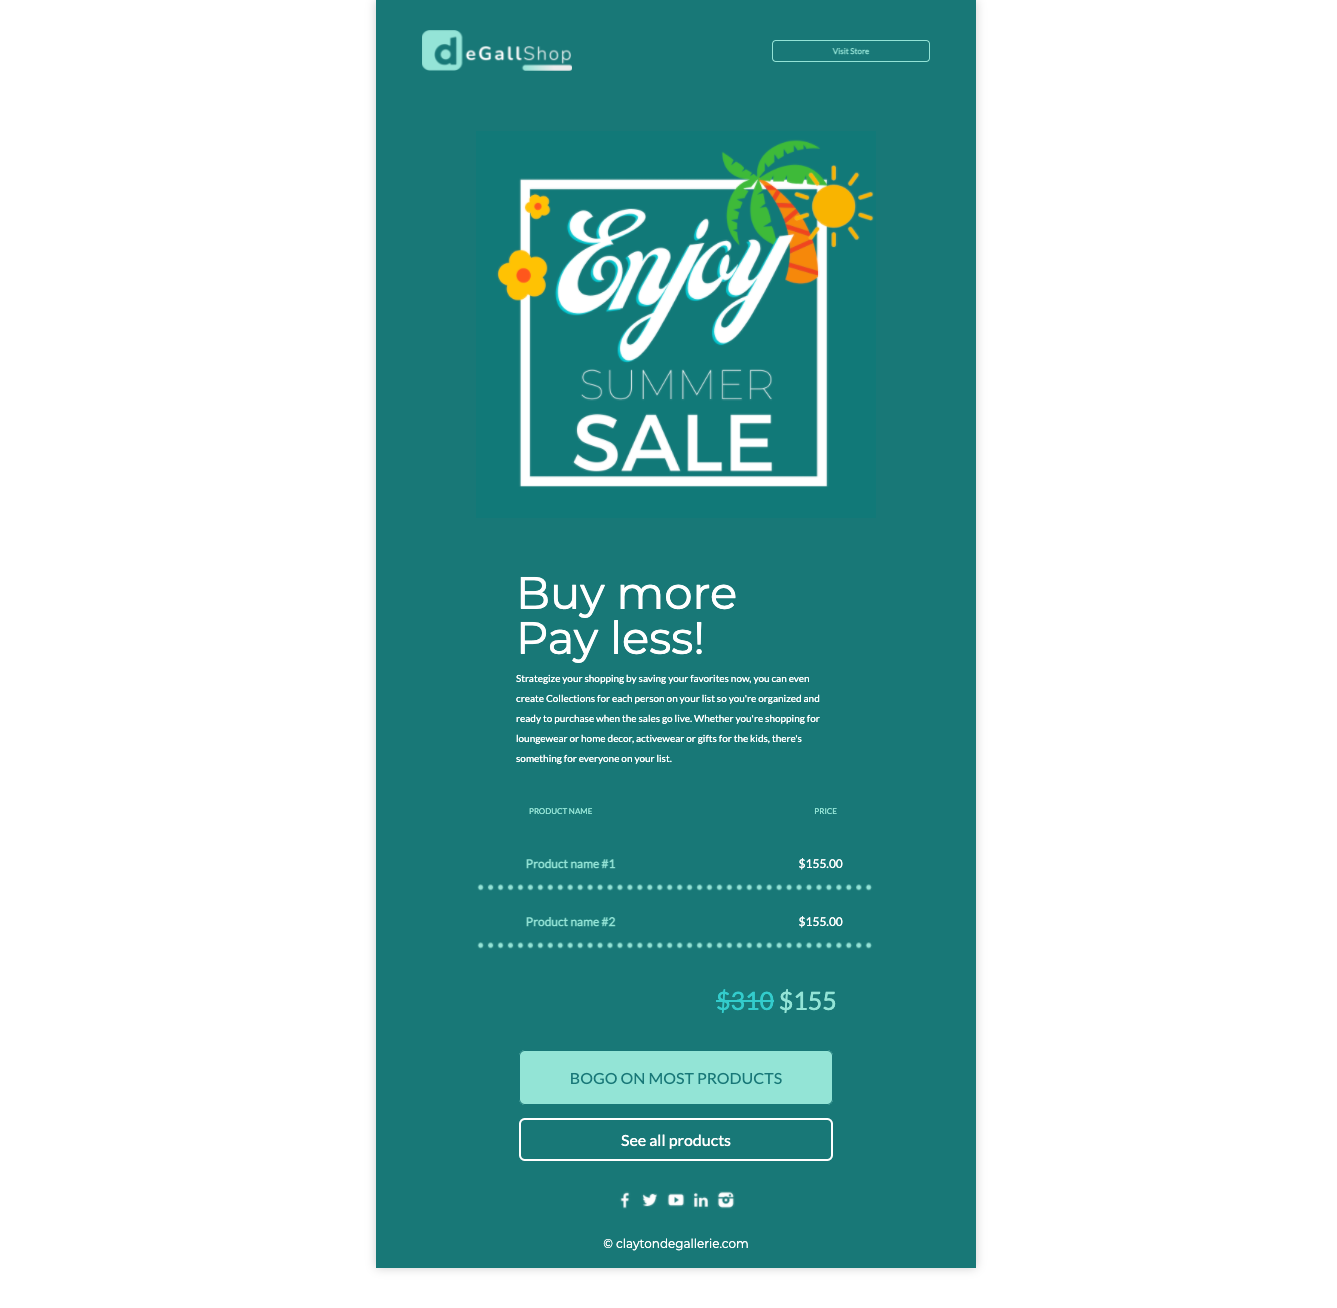 deGallShop
Visit Store
Enjoy
SUMMER
SALE
Buy more
Pay less!
Strategize your shopping by saving your favorites now, you can even
create Collections for each person on your list so you're organized and
ready to purchase when the sales go live. Whether you're shopping for
loungewear or home decor, activewear or gifts for the kids, there's
something for everyone on your list.
PRODUCT NAME PRICE
Product name #1 $155.00
Product name #2 $155.00
$310 $155
BOGO ON MOST PRODUCTS
See all products
© claytondegallerie.com